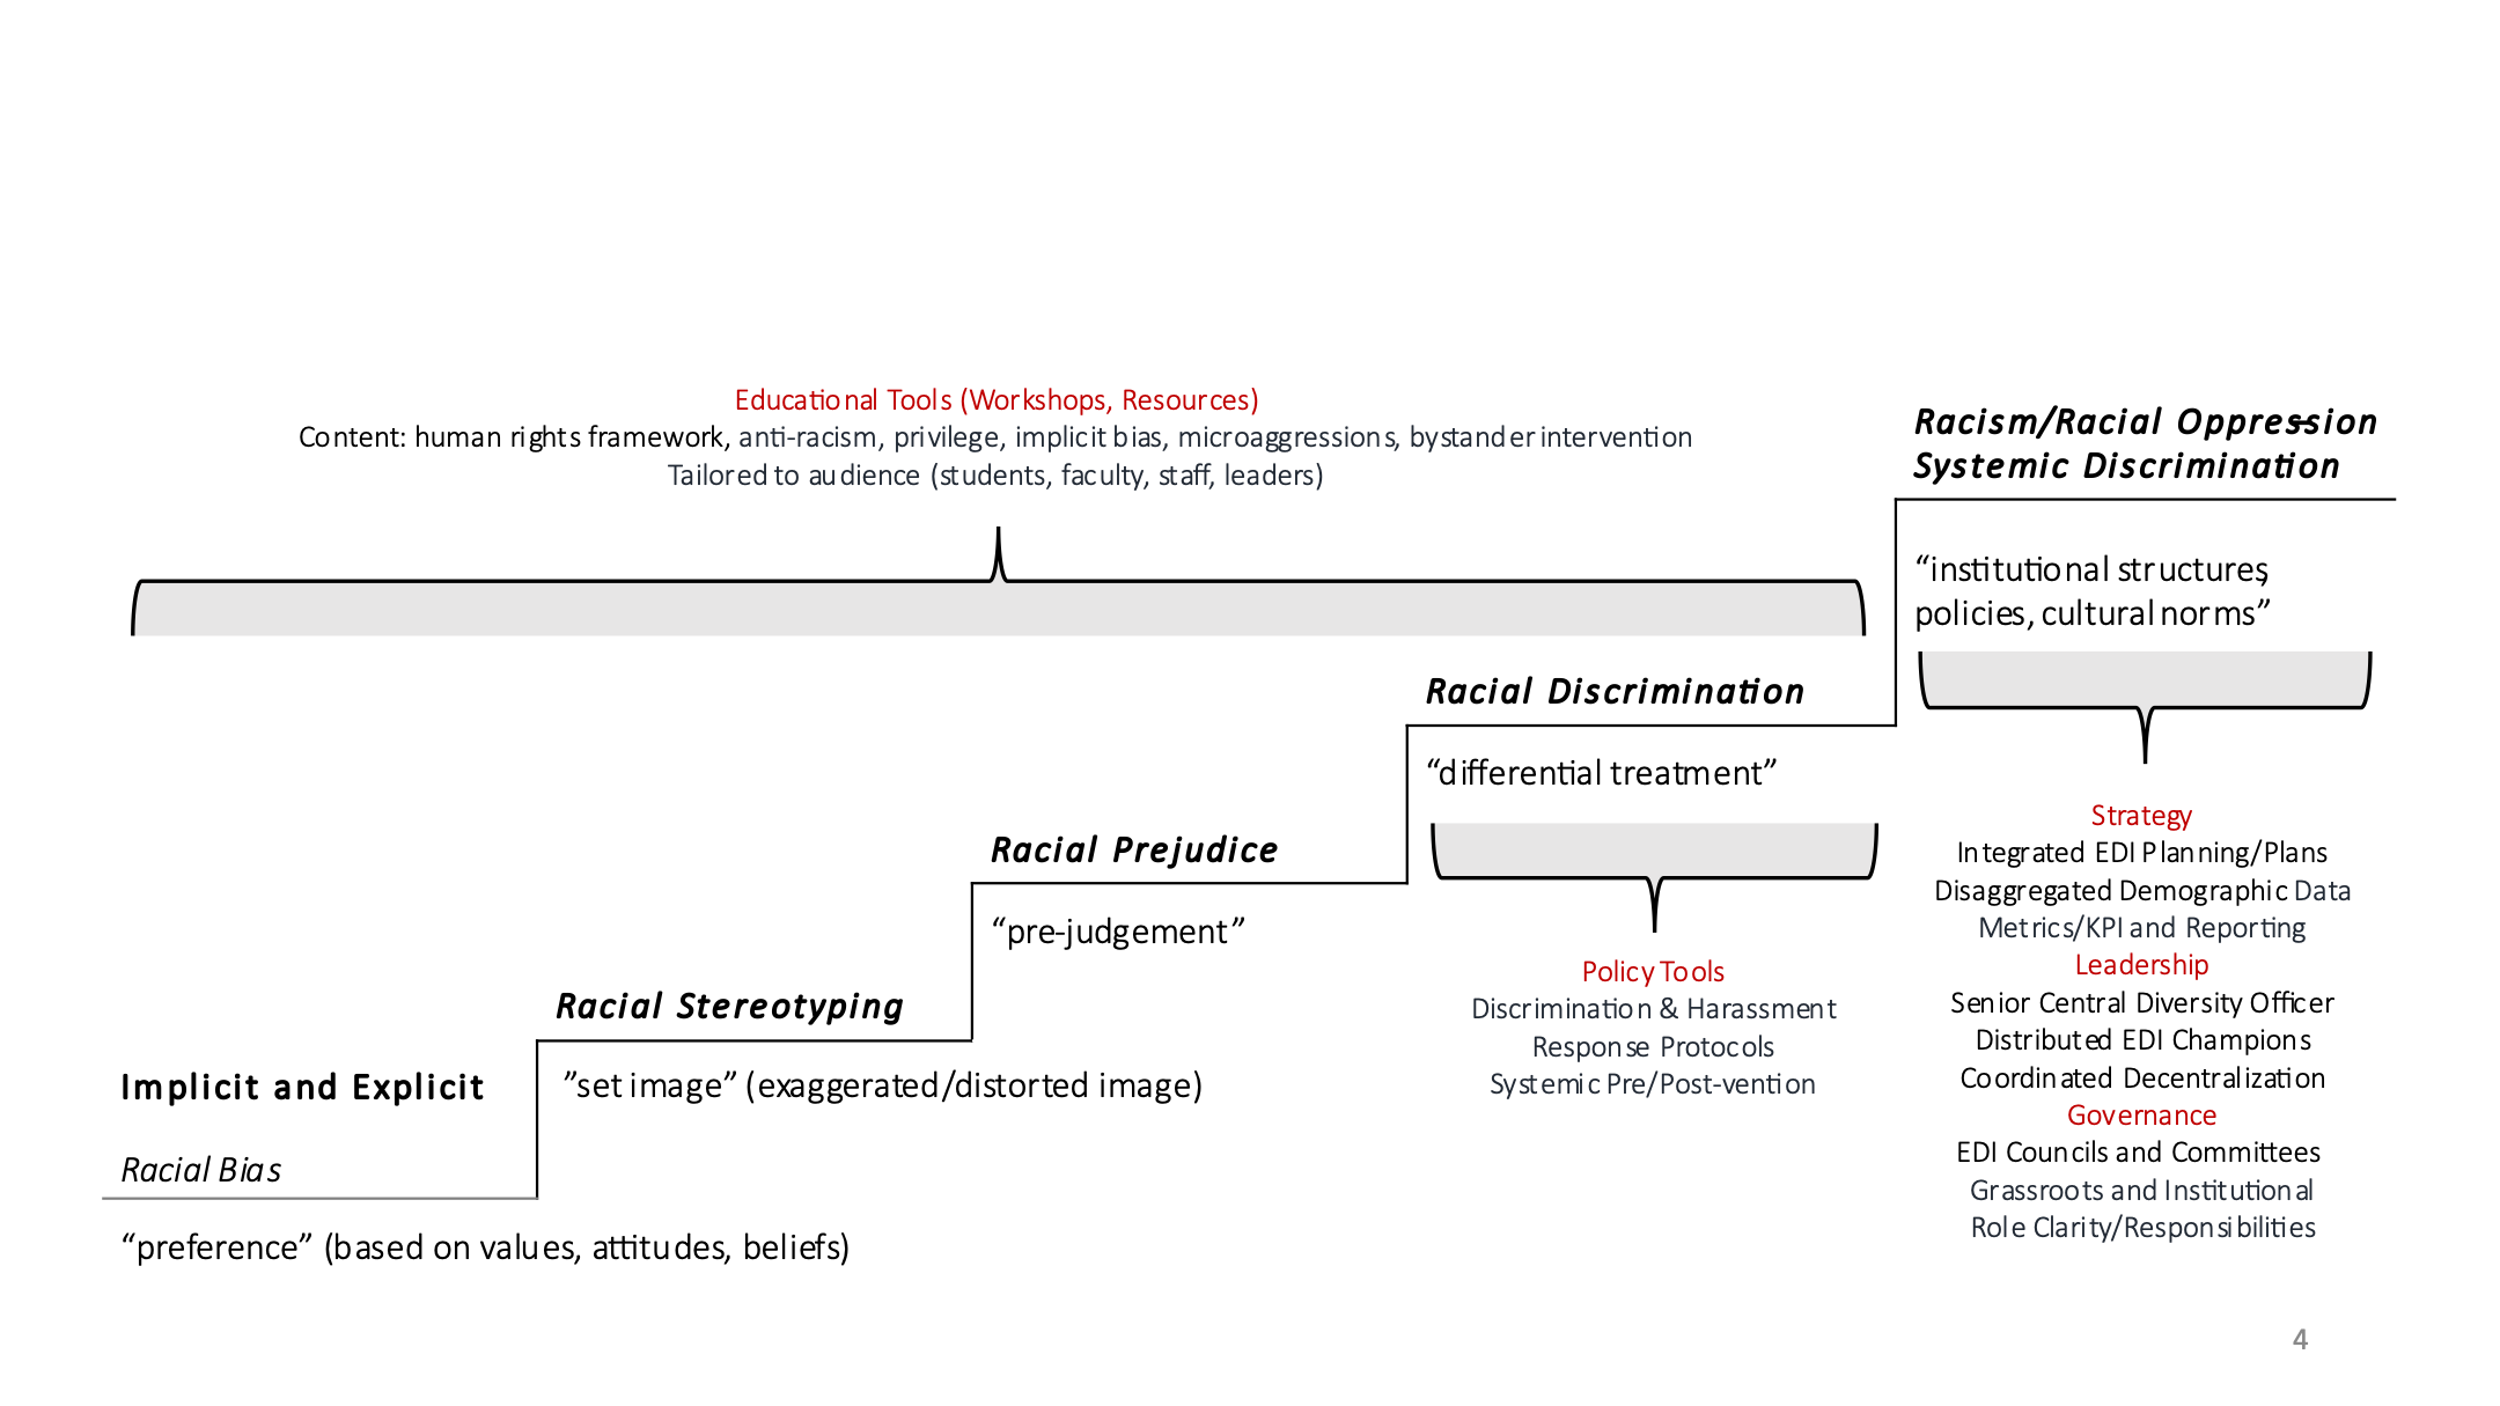 Educational Tools (Workshops, Resources)
Content: human rights framework, anti-racism, privilege, implicit bias, microaggressions, bystander intervention
Tailored to audience (students, faculty, staff, leaders)
Racism/Racial Oppression
Systemic Discrimination
“institutional structures,
policies, cultural norms”
Racial Discrimination
“differential treatment”
Racial Prejudice
“pre-judgement”
Racial Stereotyping
”set image” (exaggerated/distorted image)
Implicit and Explicit
Racial Bias
“preference” (based on values, attitudes, beliefs)
Policy Tools
Discrimination & Harassment
Response Protocols
Systemic Pre/Post-vention
Strategy
Integrated EDI Planning/Plans
Disaggregated Demographic Data
Metrics/KPI and Reporting
Leadership
Senior Central Diversity Officer
Distributed EDI Champions
Coordinated Decentralization
Governance
EDI Councils and Committees
Grassroots and Institutional
Role Clarity/Responsibilities
4